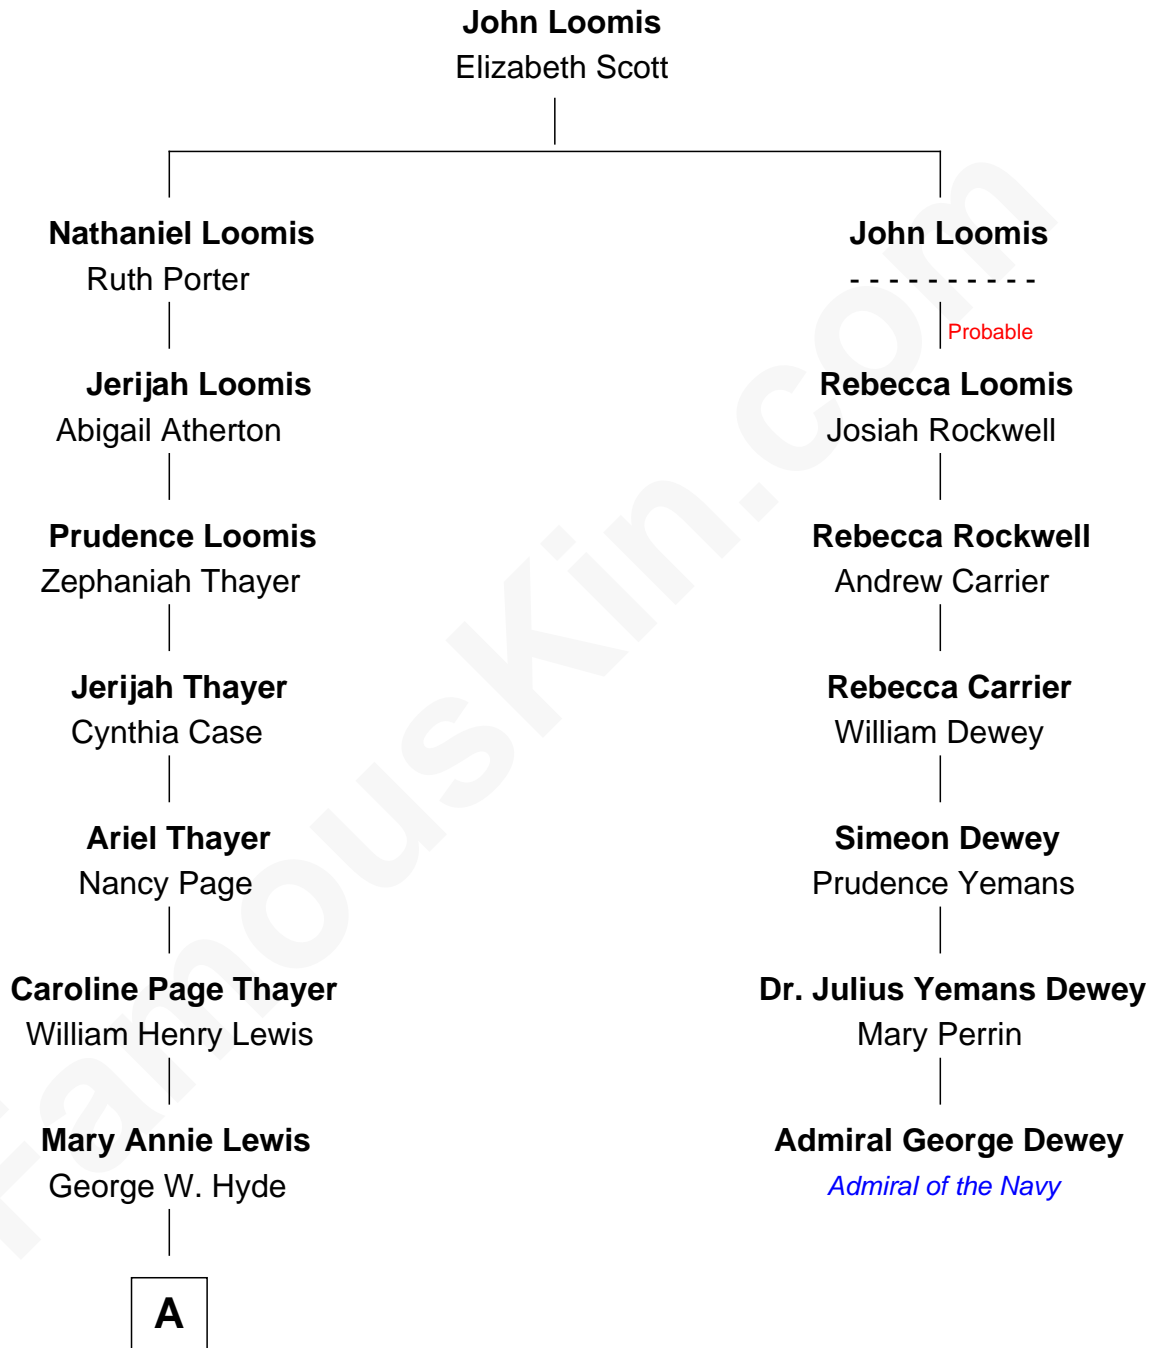 John Loomis
Elizabeth Scott
Nathaniel Loomis
Ruth Porter
Jerijah Loomis
Abigail Atherton
Prudence Loomis
Zephaniah Thayer
Jerijah Thayer
Cynthia Case
Ariel Thayer
Nancy Page
Caroline Page Thayer
William Henry Lewis
Mary Annie Lewis
George W. Hyde
A
John Loomis
- - - - - - - - - -
Probable
Rebecca Loomis
Josiah Rockwell
Rebecca Rockwell
Andrew Carrier
Rebecca Carrier
William Dewey
Simeon Dewey
Prudence Yemans
Dr. Julius Yemans Dewey
Mary Perrin
Admiral George Dewey
Admiral of the Navy
FamousKin.com